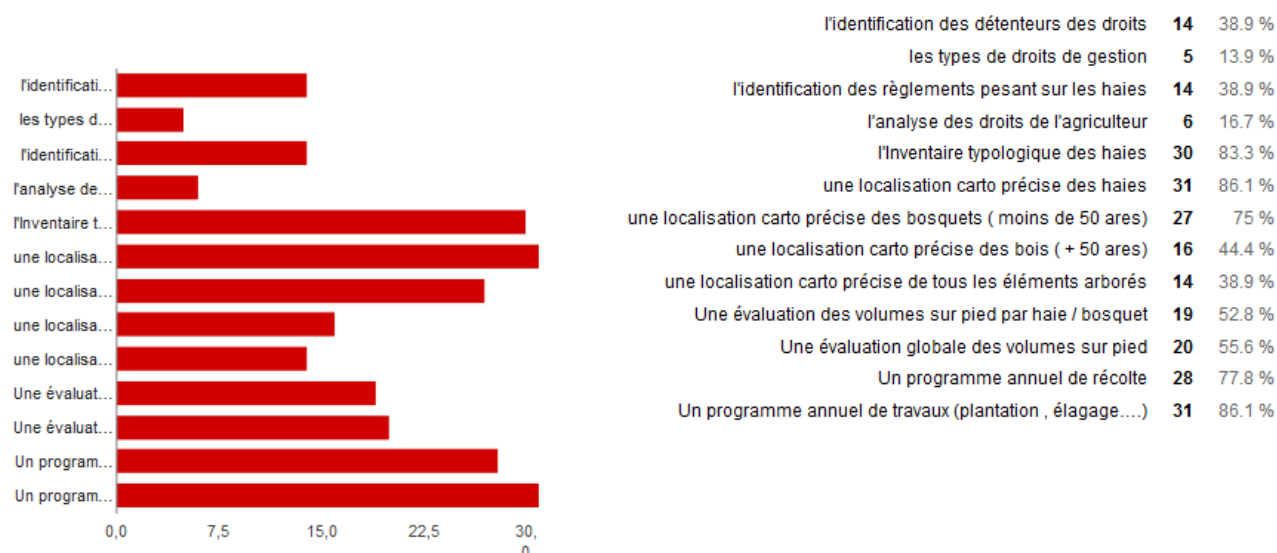 l'identificati...
les types d...
l'identificati...
l'analyse de...
l'Inventaire t...
une localisa...
une localisa...
une localisa...
une localisa...
Une évaluat...
Une évaluat...
Un program...
Un program...
0,0 7,5 15,0 22,5 30,
0
l'identification des détenteurs des droits 14 38.9 %
les types de droits de gestion 5 13.9 %
l'identification des règlements pesant sur les haies 14 38.9 %
l'analyse des droits de l'agriculteur 6 16.7 %
l'Inventaire typologique des haies 30 83.3 %
une localisation carto précise des haies 31 86.1 %
une localisation carto précise des bosquets ( moins de 50 ares) 27 75 %
une localisation carto précise des bois ( + 50 ares) 16 44.4 %
une localisation carto précise de tous les éléments arborés 14 38.9 %
Une évaluation des volumes sur pied par haie / bosquet 19 52.8 %
Une évaluation globale des volumes sur pied 20 55.6 %
Un programme annuel de récolte 28 77.8 %
Un programme annuel de travaux (plantation , élagage....) 31 86.1 %